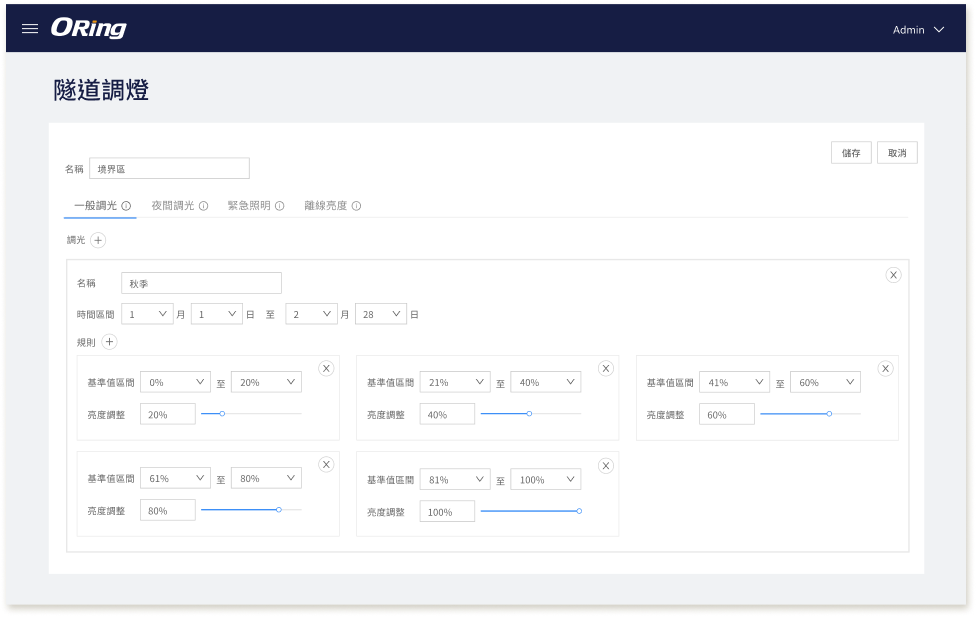 ORing
Admin
隧道調燈
儲存 取消
名稱 境界區
一般調光 夜間調光 緊急照明 離線亮度
調光
名稱 秋季
時間區間 1 月 1 日 至 2 月 28 日
規則
基準值區間 0% 至 20%
亮度調整 20%
基準值區間 21% 至 40%
亮度調整 40%
基準值區間 41% 至 60%
亮度調整 60%
基準值區間 61% 至 80%
亮度調整 80%
基準值區間 81% 至 100%
亮度調整 100%